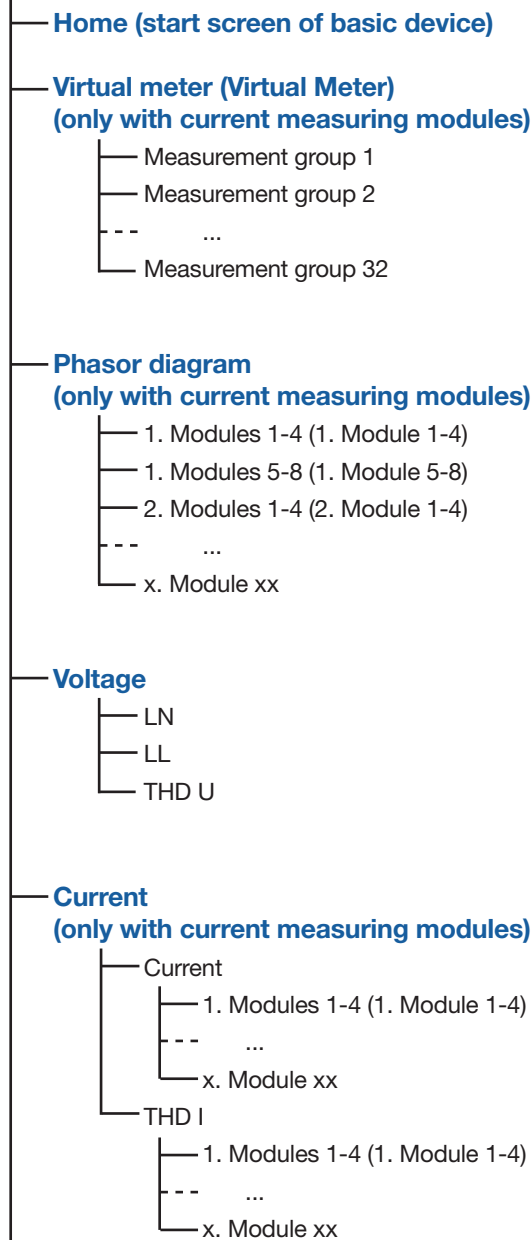 Home (start screen of basic device)
Virtual meter (Virtual Meter)
(only with current measuring modules)
Measurement group 1
Measurement group 2
...
Measurement group 32
Phasor diagram
(only with current measuring modules)
1. Modules 1-4 (1. Module 1-4)
1. Modules 5-8 (1. Module 5-8)
2. Modules 1-4 (2. Module 1-4)
...
x. Module xx
Voltage
LN
LL
THD U
Current
(only with current measuring modules)
Current
1. Modules 1-4 (1. Module 1-4)
...
x. Module xx
THD I
1. Modules 1-4 (1. Module 1-4)
...
x. Module xx